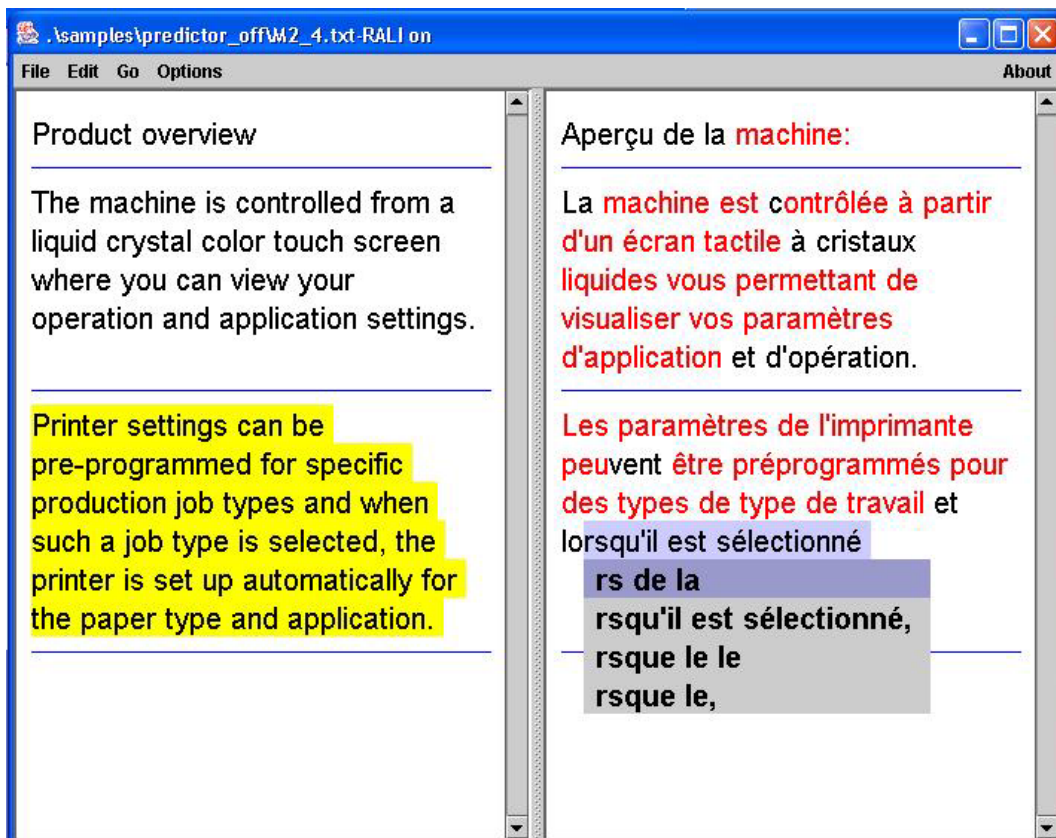 .\samples\predictor_off\M2_4.txt-RALI on
File Edit Go Options About
Product overview
The machine is controlled from a
liquid crystal color touch screen
where you can view your
operation and application settings.
Printer settings can be
pre-programmed for specific
production job types and when
such a job type is selected, the
printer is set up automatically for
the paper type and application.
Aperçu de la machine:
La machine est contrôlée à partir
d'un écran tactile à cristaux
liquides vous permettant de
visualiser vos paramètres
d'application et d'opération.
Les paramètres de l'imprimante
peuvent être préprogrammés pour
des types de type de travail et
lorsqu'il est sélectionné
rs de la
rsqu'il est sélectionné,
rsque le le
rsque le,